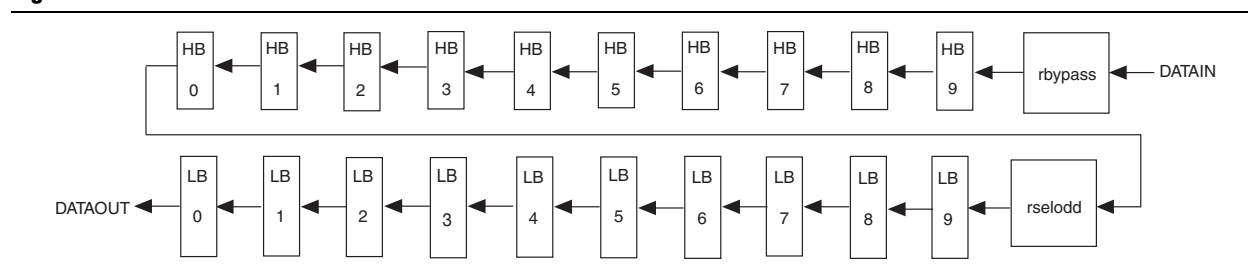 HB HB HB HB HB HB HB HB HB HB
0 1 2 3 4 5 6 7 8 9
rbypass
DATAIN
LB LB LB LB LB LB LB LB LB LB
0 1 2 3 4 5 6 7 8 9
rselodd
DATAOUT